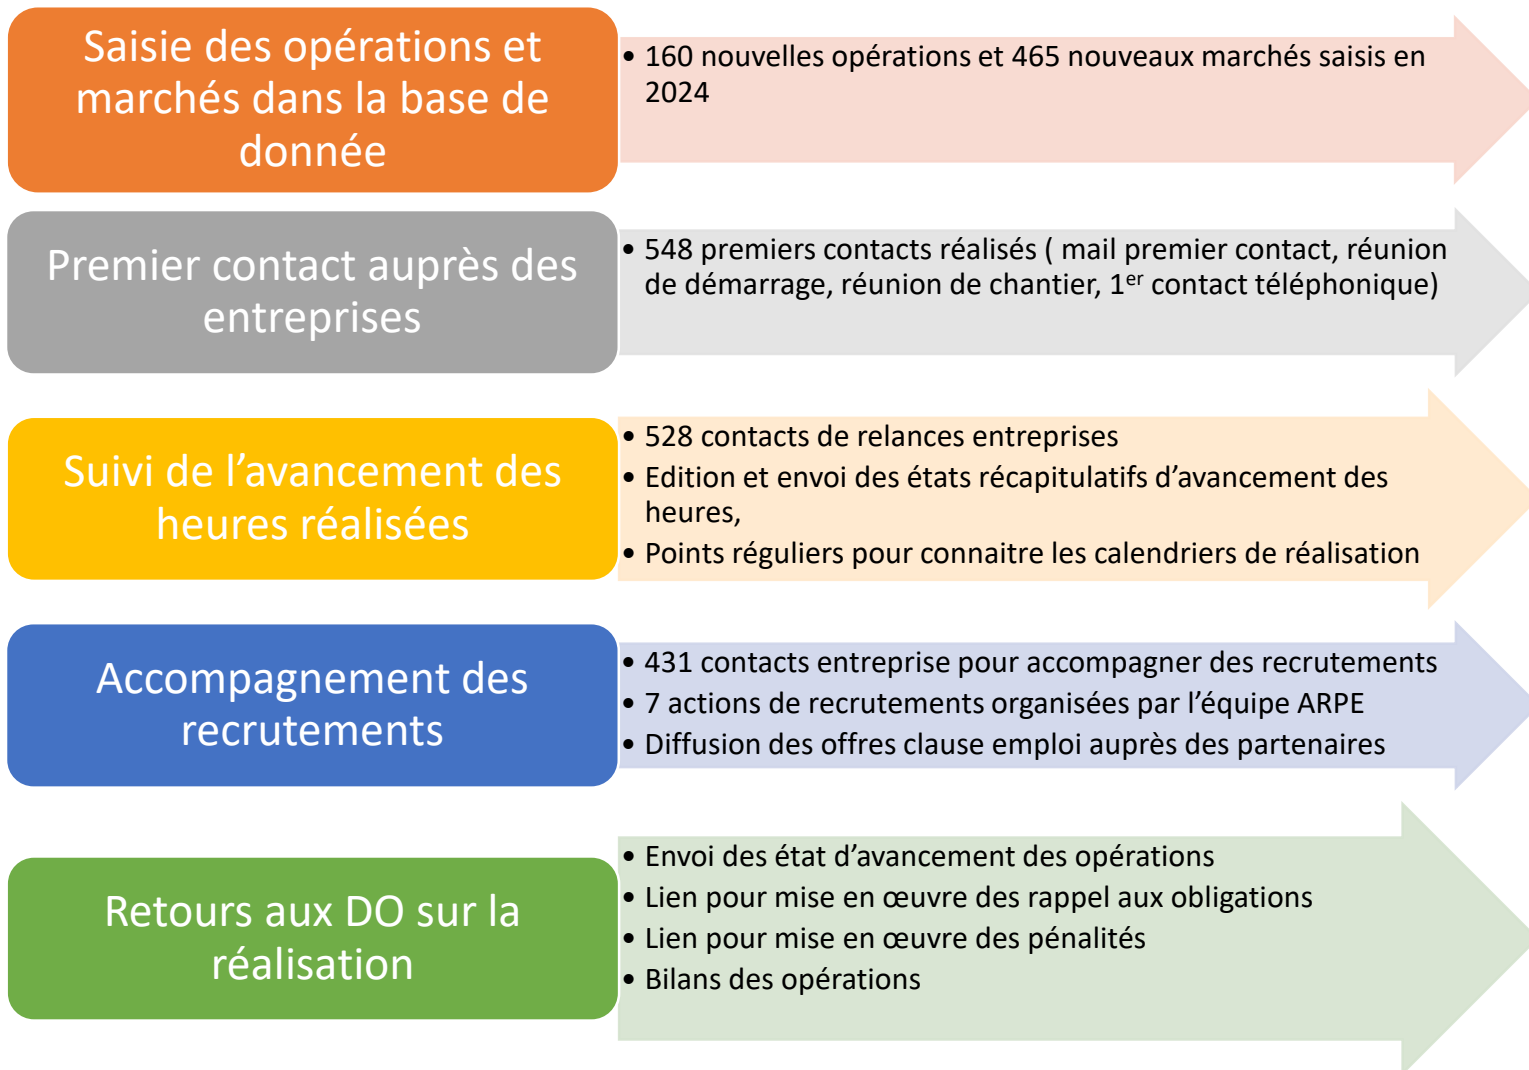 Saisie des opérations et
marchés dans la base de
donnée
• 160 nouvelles opérations et 465 nouveaux marchés saisis en
2024
Premier contact auprès des
entreprises
• 548 premiers contacts réalisés ( mail premier contact, réunion
de démarrage, réunion de chantier, 1er contact téléphonique)
Suivi de l’avancement des
heures réalisées
• 528 contacts de relances entreprises
• Edition et envoi des états récapitulatifs d’avancement des
heures,
• Points réguliers pour connaitre les calendriers de réalisation
Accompagnement des
recrutements
• 431 contacts entreprise pour accompagner des recrutements
• 7 actions de recrutements organisées par l’équipe ARPE
• Diffusion des offres clause emploi auprès des partenaires
Retours aux DO sur la
réalisation
• Envoi des état d’avancement des opérations
• Lien pour mise en œuvre des rappel aux obligations
• Lien pour mise en œuvre des pénalités
• Bilans des opérations